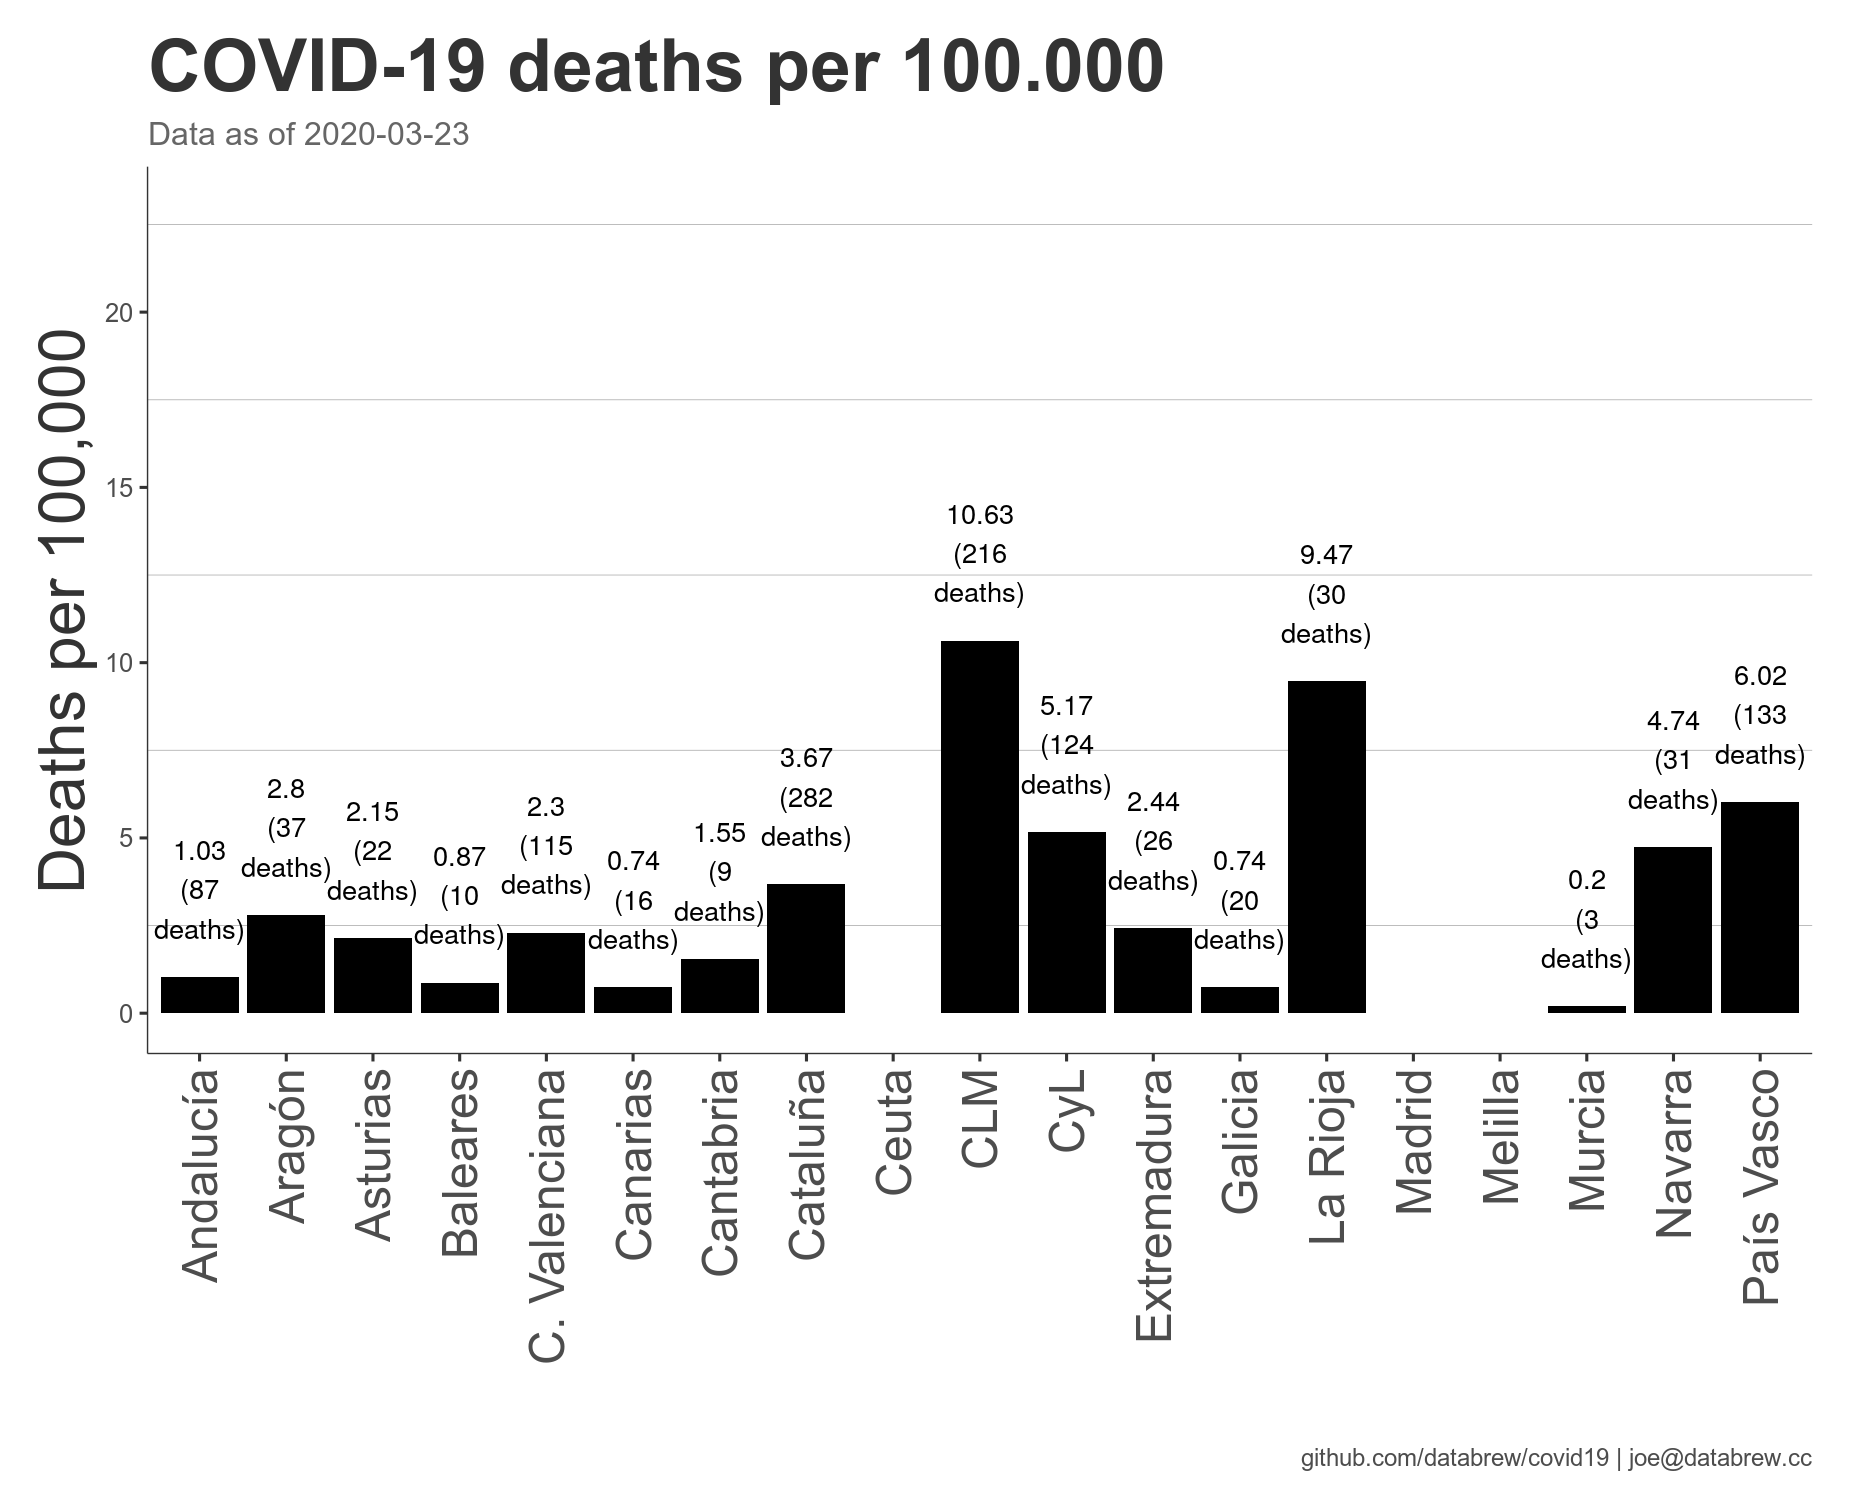 COVID-19 deaths per 100.000
Data as of 2020-03-23
Deaths per 100,000
20
15
10
5
0
1.03
(87
deaths)
2.8
(37
deaths)
2.15
(22
deaths)
0.87
(10
deaths)
2.3
(115
deaths)
0.74
(16
deaths)
1.55
(9
deaths)
3.67
(282
deaths)
10.63
(216
deaths)
5.17
(124
deaths)
2.44
(26
deaths)
0.74
(20
deaths)
9.47
(30
deaths)
0.2
(3
deaths)
4.74
(31
deaths)
6.02
(133
deaths)
Andalucía
Aragón
Asturias
Baleares
C. Valenciana
Canarias
Cantabria
Cataluña
Ceuta
CLM
CyL
Extremadura
Galicia
La Rioja
Madrid
Melilla
Murcia
Navarra
País Vasco
github.com/databrew/covid19 | joe@databrew.cc